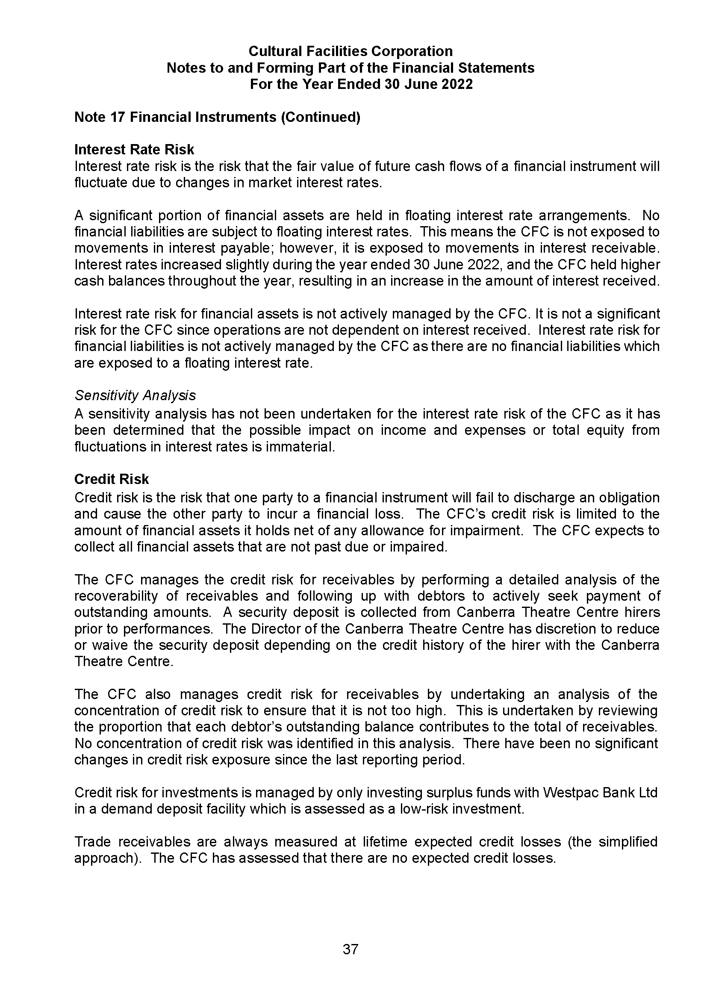 Cultural Facilities Corporation
Notes to and Forming Part of the Financial Statements
For the Year Ended 30 June 2022
Note 17 Financial Instruments (Continued)
Interest Rate Risk
Interest rate risk is the risk that the fair value of future cash flows of a financial instrument will
fluctuate due to changes in market interest rates.
A significant portion of financial assets are held in floating interest rate arrangements. No
financial liabilities are subject to floating interest rates. This means the CFC is not exposed to
movements in interest payable; however, it is exposed to movements in interest receivable.
Interest rates increased slightly during the year ended 30 June 2022, and the CFC held higher
cash balances throughout the year, resulting in an increase in the amount of interest received.
Interest rate risk for financial assets is not actively managed by the CFC. It is not a significant
risk for the CFC since operations are not dependent on interest received. Interest rate risk for
financial liabilities is not actively managed by the CFC as there are no financial liabilities which
are exposed to a floating interest rate.
Sensitivity Analysis
A sensitivity analysis has not been undertaken for the interest rate risk of the CFC as it has
been determined that the possible impact on income and expenses or total equity from
fluctuations in interest rates is immaterial.
Credit Risk
Credit risk is the risk that one party to a financial instrument will fail to discharge an obligation
and cause the other party to incur a financial loss. The CFC’s credit risk is limited to the
amount of financial assets it holds net of any allowance for impairment. The CFC expects to
collect all financial assets that are not past due or impaired.
The CFC manages the credit risk for receivables by performing a detailed analysis of the
recoverability of receivables and following up with debtors to actively seek payment of
outstanding amounts. A security deposit is collected from Canberra Theatre Centre hirers
prior to performances. The Director of the Canberra Theatre Centre has discretion to reduce
or waive the security deposit depending on the credit history of the hirer with the Canberra
Theatre Centre.
The CFC also manages credit risk for receivables by undertaking an analysis of the
concentration of credit risk to ensure that it is not too high. This is undertaken by reviewing
the proportion that each debtor’s outstanding balance contributes to the total of receivables.
No concentration of credit risk was identified in this analysis. There have been no significant
changes in credit risk exposure since the last reporting period.
Credit risk for investments is managed by only investing surplus funds with Westpac Bank Ltd
in a demand deposit facility which is assessed as a low-risk investment.
Trade receivables are always measured at lifetime expected credit losses (the simplified
approach). The CFC has assessed that there are no expected credit losses.
37